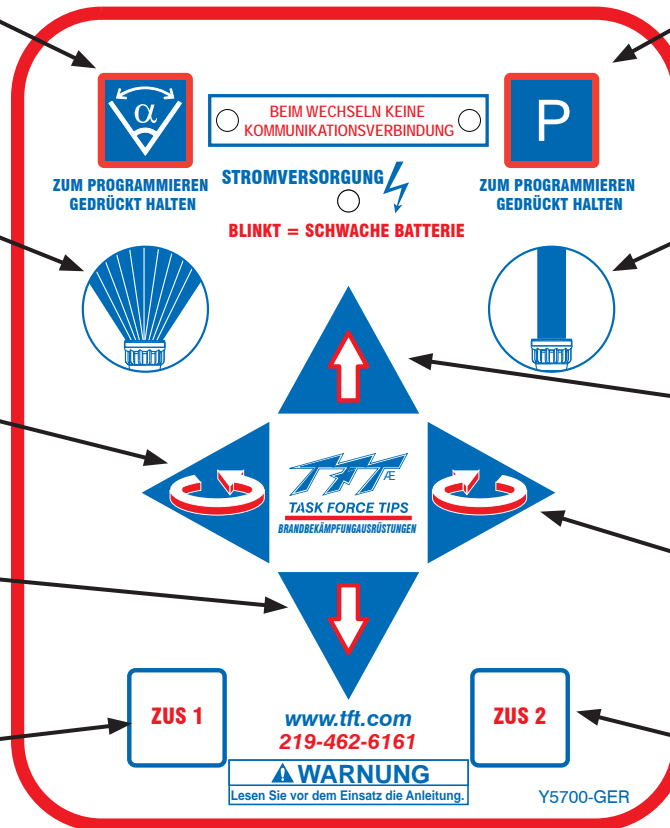 α
BEIM WECHSELN KEINE
KOMMUNIKATIONSVERBINDUNG
P
ZUM PROGRAMMIEREN
GEDRÜCKT HALTEN
STROMVERSORGUNG
ZUM PROGRAMMIEREN
GEDRÜCKT HALTEN
BLINKT = SCHWACHE BATTERIE
TFT Æ
TASK FORCE TIPS
BRANDBEKÄMPFUNGAUSRÜSTUNGEN
ZUS 1
www.tft.com
219-462-6161
ZUS 2
WARNUNG
Lesen Sie vor dem Einsatz die Anleitung.
Y5700-GER